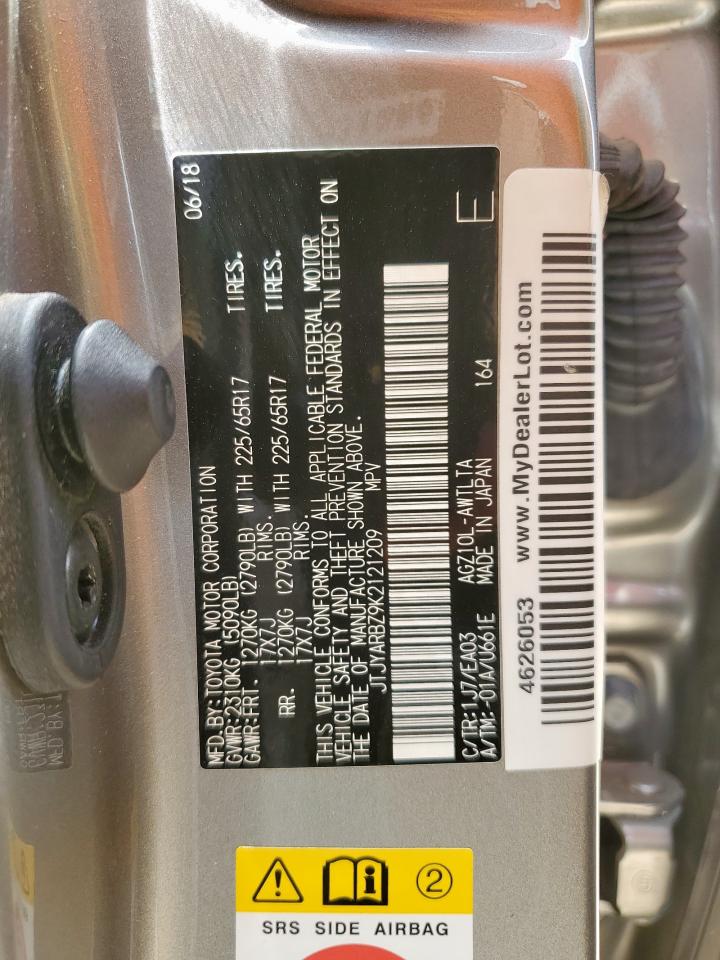 MFD.BY:TOYOTA MOTOR CORPORATION 06/18
GVWR:2310KG (5090LB)
GAWR:FRT. 1270KG (2790LB) WITH 225/65R17 TIRES.
17X7J RIMS.
RR. 1270KG (2790LB) WITH 225/65R17 TIRES.
17X7J RIMS.
THIS VEHICLE CONFORMS TO ALL APPLICABLE FEDERAL MOTOR
VEHICLE SAFETY AND THEFT PREVENTION STANDARDS IN EFFECT ON
THE DATE OF MANUFACTURE SHOWN ABOVE.
JTJYARBZ9K2121209 MPV
C/TR:1J7/EA03 AGZ10L-AWTLTA
A/TM:-01A/U661E MADE IN JAPAN 164 E
4626053 www.MyDealerLot.com
2
SRS SIDE AIRBAG